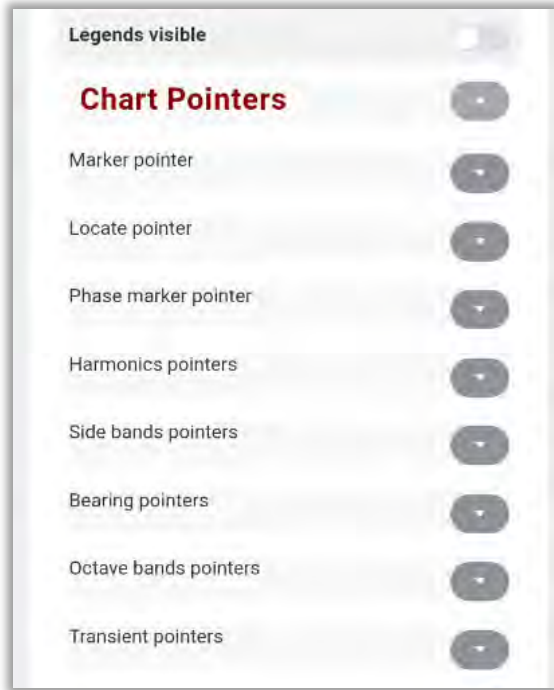 Legends visible
Chart Pointers
Marker pointer
Locate pointer
Phase marker pointer
Harmonics pointers
Side bands pointers
Bearing pointers
Octave bands pointers
Transient pointers